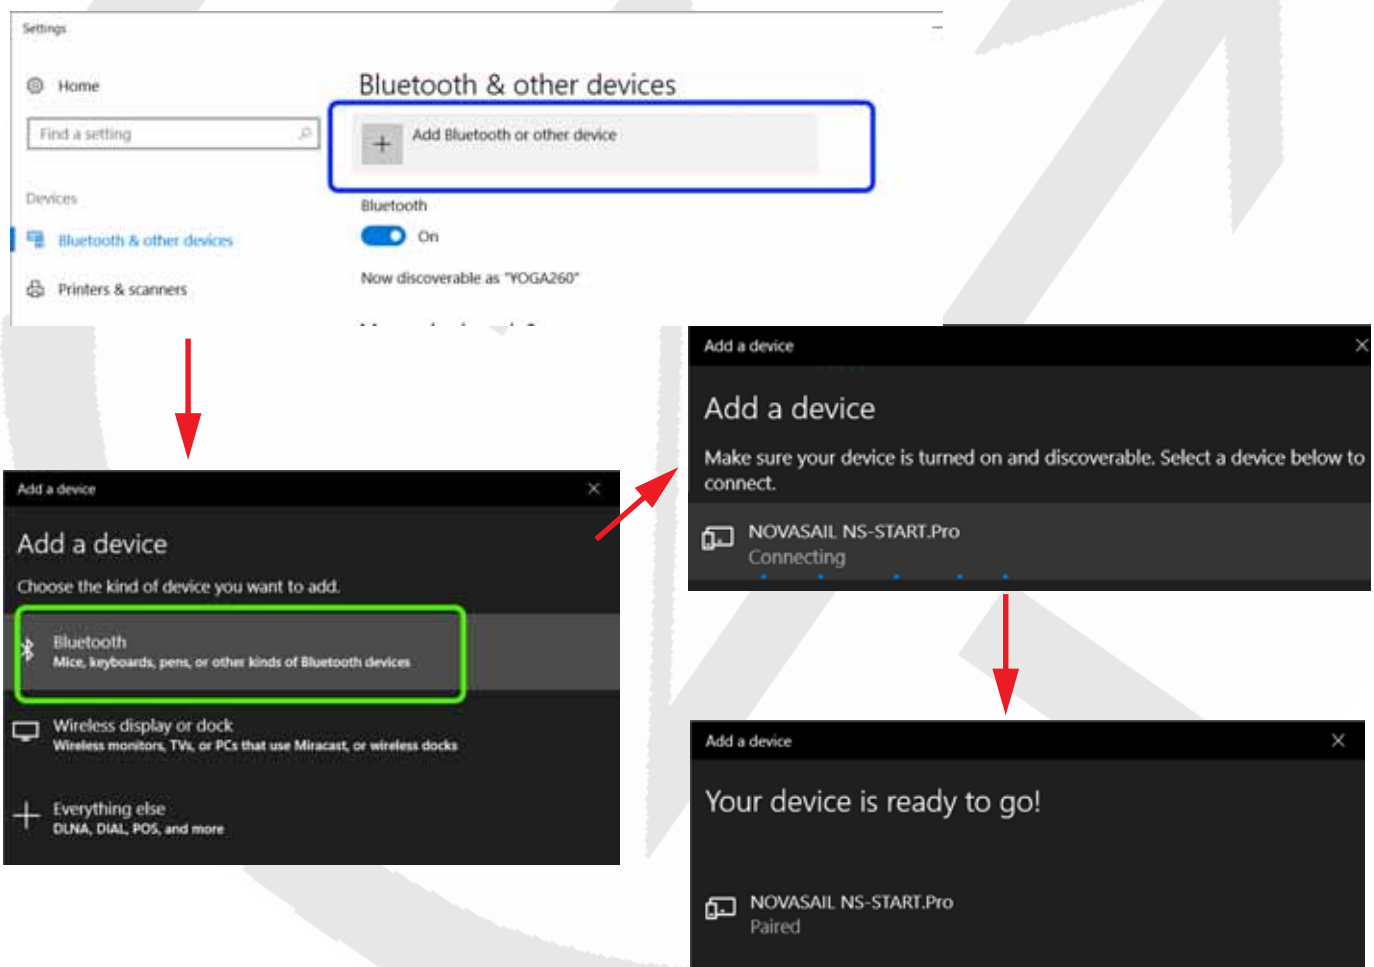 Settings
Home
Find a setting
Devices
Bluetooth & other devices
Printers & scanners
Bluetooth & other devices
Add Bluetooth or other device
Bluetooth
On
Now discoverable as "YOGA260"
Add a device
Add a device
Choose the kind of device you want to add.
Bluetooth
Mice, keyboards, pens, or other kinds of Bluetooth devices
Wireless display or dock
Wireless monitors, TVs, or PCs that use Miracast, or wireless docks
Everything else
DLNA, DIAL, POS, and more
Add a device
Add a device
Make sure your device is turned on and discoverable. Select a device below to
connect.
NOVASAIL NS-START.Pro
Connecting
Add a device
Your device is ready to go!
NOVASAIL NS-START.Pro
Paired